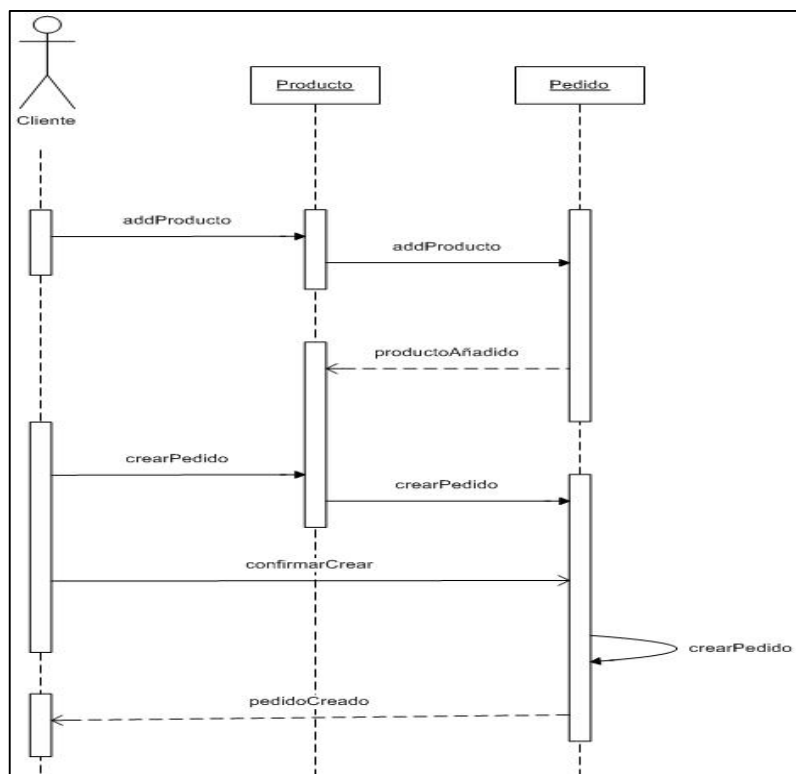 Cliente
Producto
Pedido
addProducto
addProducto
productoAñadido
crearPedido
crearPedido
confirmarCrear
crearPedido
pedidoCreado